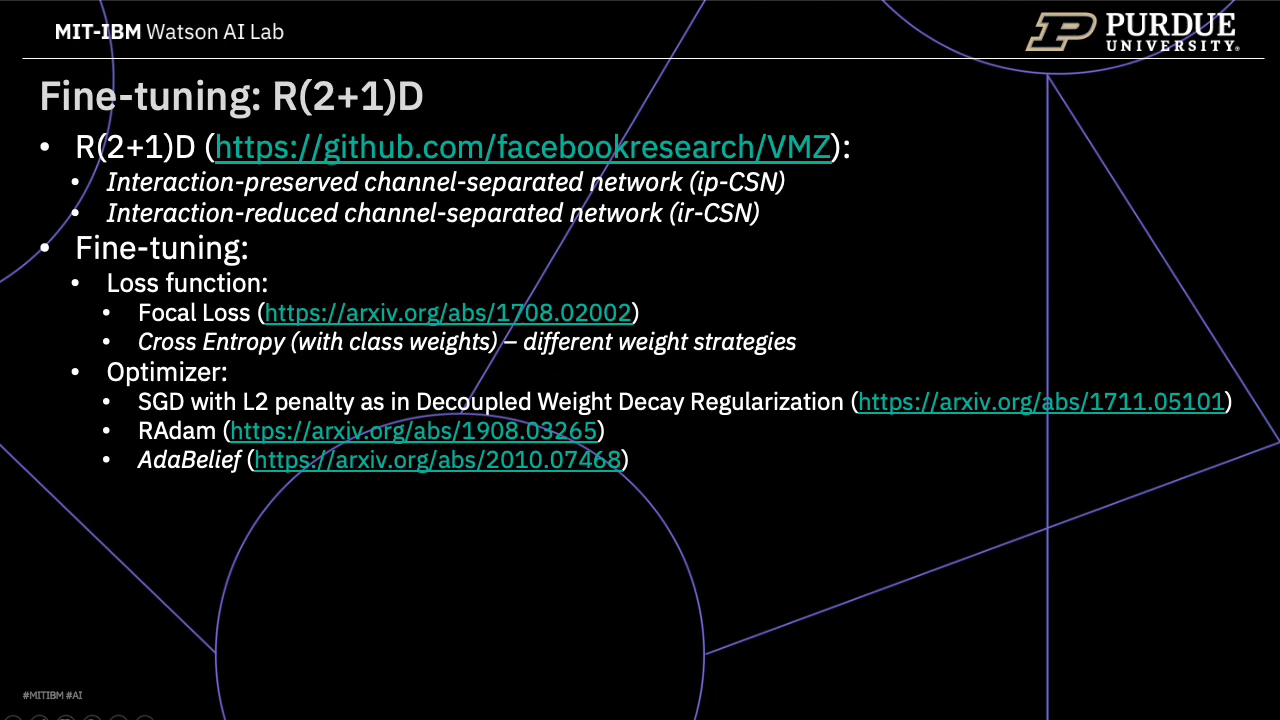 MIT-IBM Watson AI Lab
PURDUE
UNIVERSITY®
Fine-tuning: R(2+1)D
• R(2+1)D (https://github.com/facebookresearch/VMZ):
• Interaction-preserved channel-separated network (ip-CSN)
• Interaction-reduced channel-separated network (ir-CSN)
• Fine-tuning:
• Loss function:
• Focal Loss (https://arxiv.org/abs/1708.02002)
• Cross Entropy (with class weights) – different weight strategies
• Optimizer:
• SGD with L2 penalty as in Decoupled Weight Decay Regularization (https://arxiv.org/abs/1711.05101)
• RAdam (https://arxiv.org/abs/1908.03265)
• AdaBelief (https://arxiv.org/abs/2010.07468)
#MITIBM #AI